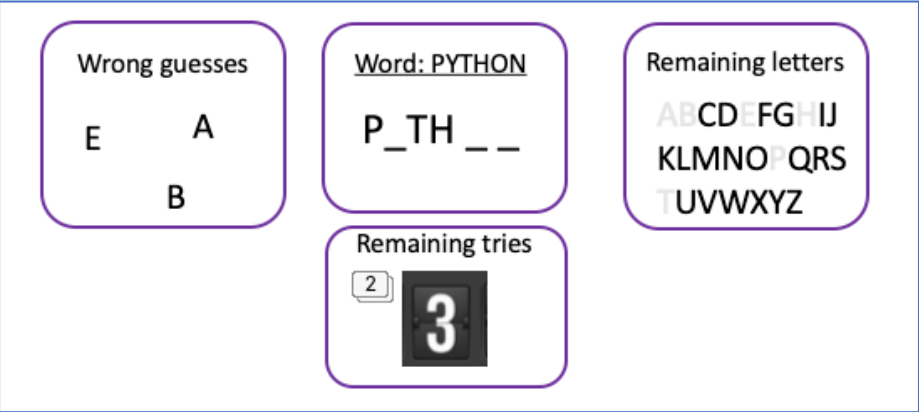 Wrong guesses
E
A
B
Word: PYTHON
P_TH _ _
Remaining tries
2
3
Remaining letters
ABCDEFGHIJ
KLMNOPQRS
TUVWXYZ